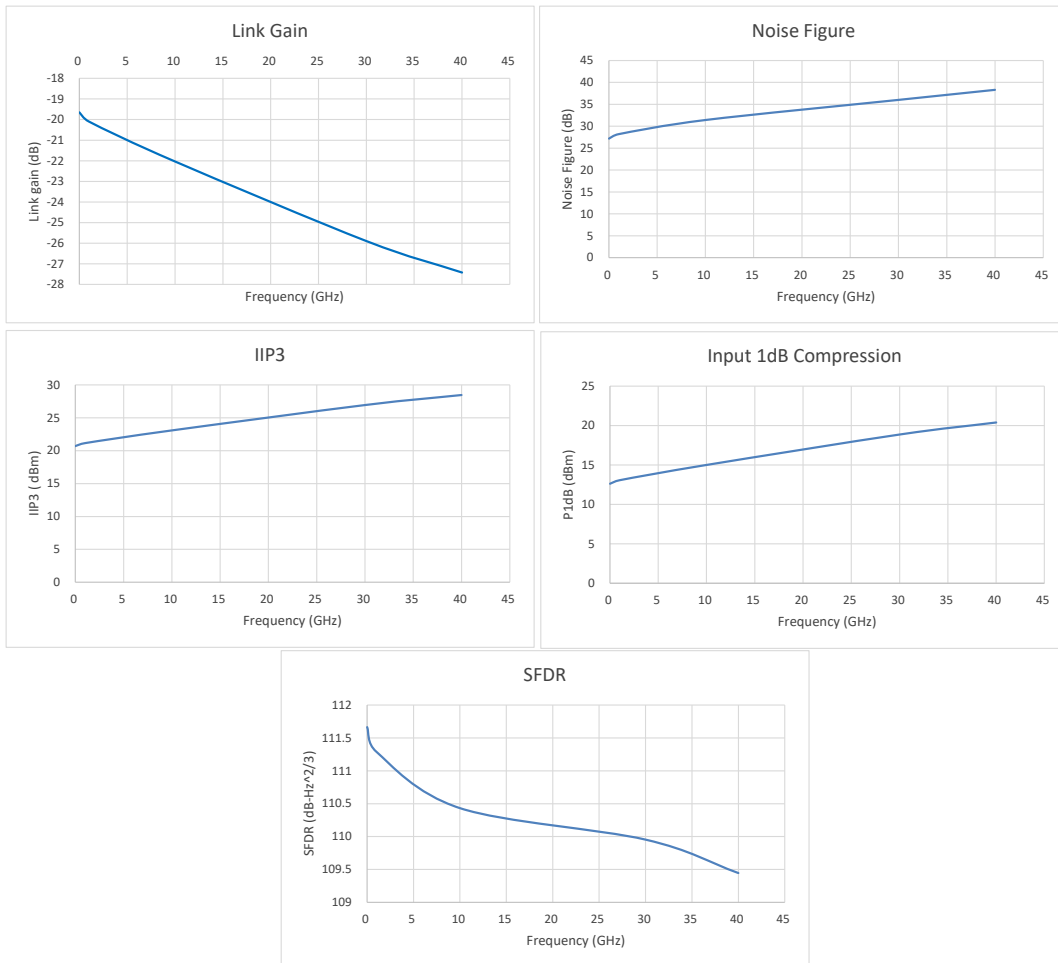 Link Gain
0 5 10 15 20 25 30 35 40 45
-18
-19
-20
-21
-22
-23
-24
-25
-26
-27
-28
Link gain (dB)
Frequency (GHz)
Noise Figure
45
40
35
30
25
20
15
10
5
0
Noise Figure (dB)
0 5 10 15 20 25 30 35 40 45
Frequency (GHz)
IIP3
30
25
20
15
10
5
0
IIP3 ( dBm)
0 5 10 15 20 25 30 35 40 45
Frequency (GHz)
Input 1dB Compression
25
20
15
10
5
0
P1dB (dBm)
0 5 10 15 20 25 30 35 40 45
Frequency (GHz)
SFDR
112
111.5
111
110.5
110
109.5
109
SFDR (dB-Hz^2/3)
0 5 10 15 20 25 30 35 40 45
Frequency (GHz)